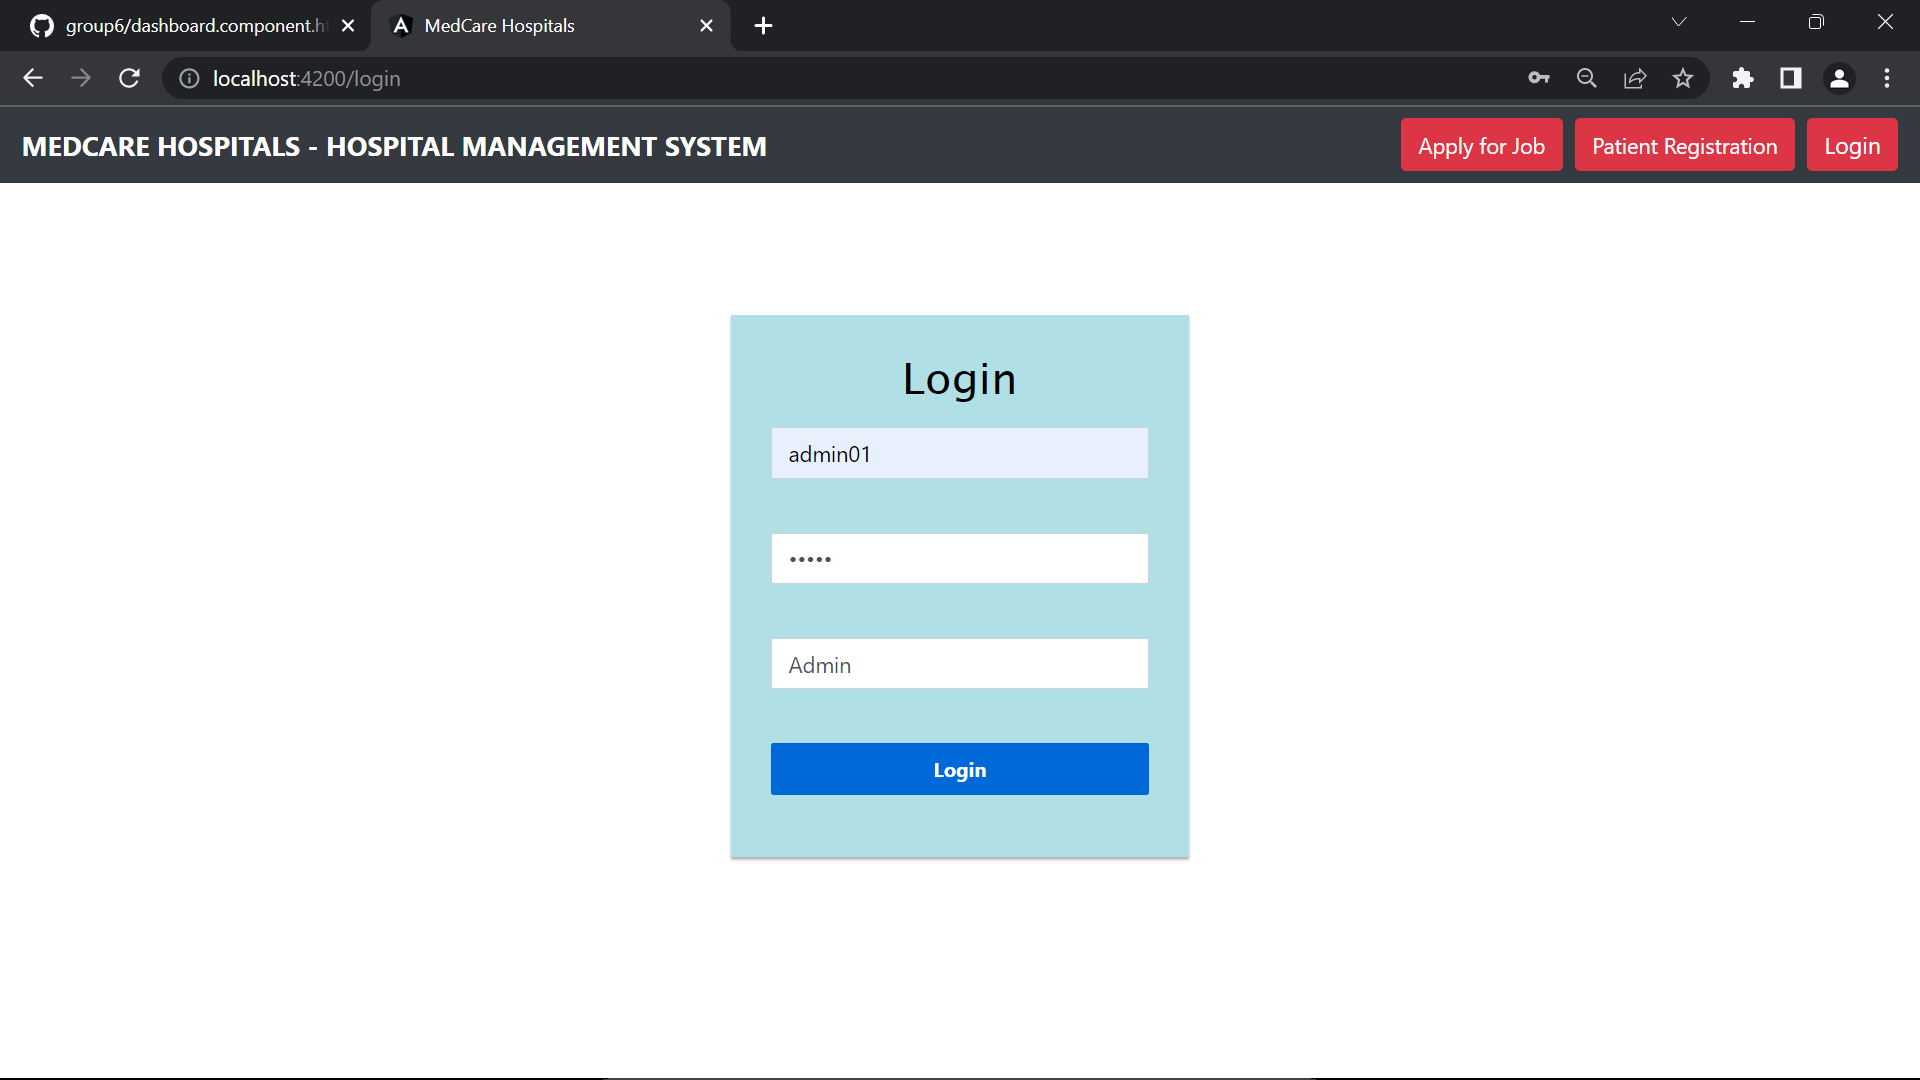 group6/dashboard.component.h
MedCare Hospitals
localhost:4200/login
MEDCARE HOSPITALS - HOSPITAL MANAGEMENT SYSTEM
Apply for Job
Patient Registration
Login
Login
admin01
•••••
Admin
Login